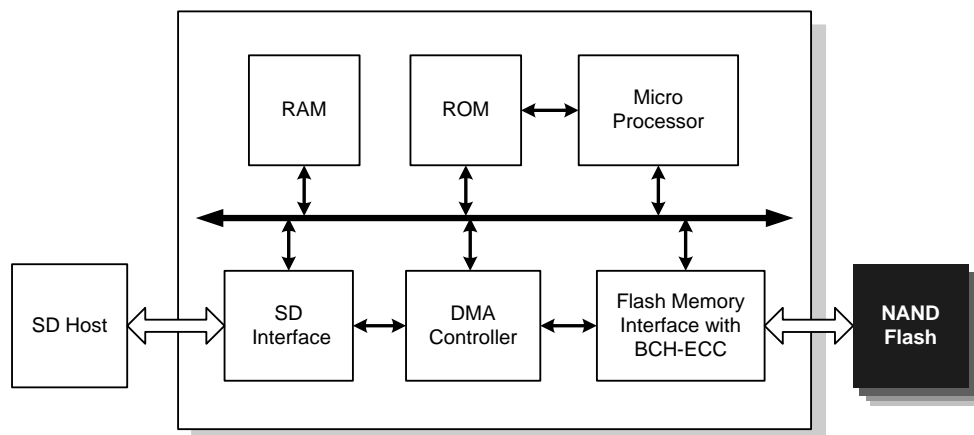 RAM
ROM
Micro
Processor
SD Host
SD
Interface
DMA
Controller
Flash Memory
Interface with
BCH-ECC
NAND
Flash